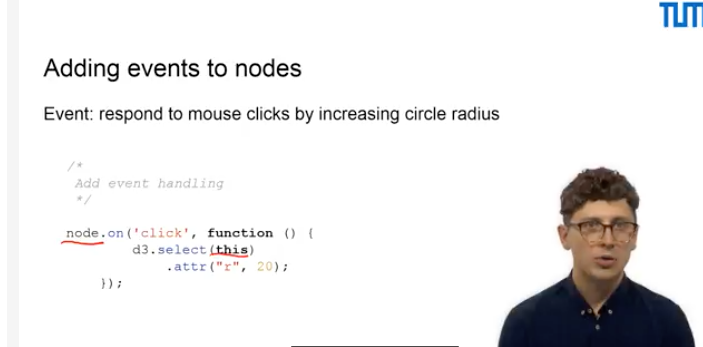 TUM
Adding events to nodes
Event: respond to mouse clicks by increasing circle radius
/*
Add event handling
*/
node.on('click', function () {
d3.select(this)
.attr("r", 20);
});